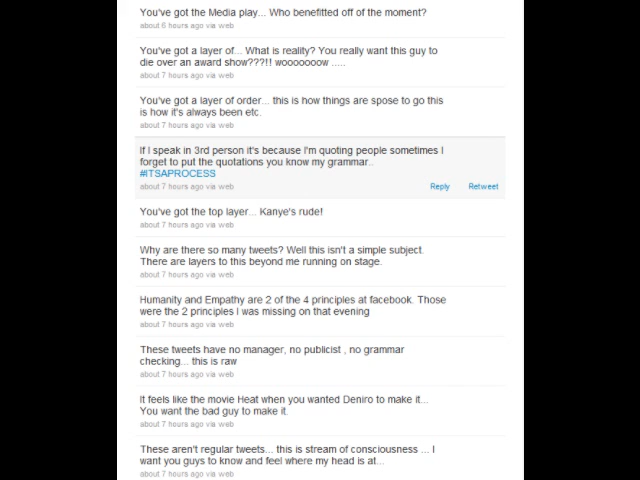 You've got the Media play... Who benefitted off of the moment?
about 6 hours ago via web
You've got a layer of... What is reality? You really want this guy to
die over an award show???!! wooooooow .....
about 7 hours ago via web
You've got a layer of order... this is how things are spose to go this
is how it's always been etc.
about 7 hours ago via web
If I speak in 3rd person it's because I'm quoting people sometimes I
forget to put the quotations you know my grammar..
#ITSAPROCESS
about 7 hours ago via web Reply Retweet
You've got the top layer... Kanye's rude!
about 7 hours ago via web
Why are there so many tweets? Well this isn't a simple subject.
There are layers to this beyond me running on stage.
about 7 hours ago via web
Humanity and Empathy are 2 of the 4 principles at facebook. Those
were the 2 principles I was missing on that evening
about 7 hours ago via web
These tweets have no manager, no publicist , no grammar
checking... this is raw
about 7 hours ago via web
It feels like the movie Heat when you wanted Deniro to make it...
You want the bad guy to make it.
about 7 hours ago via web
These aren't regular tweets... this is stream of consciousness ... I
want you guys to know and feel where my head is at...
about 7 hours ago via web